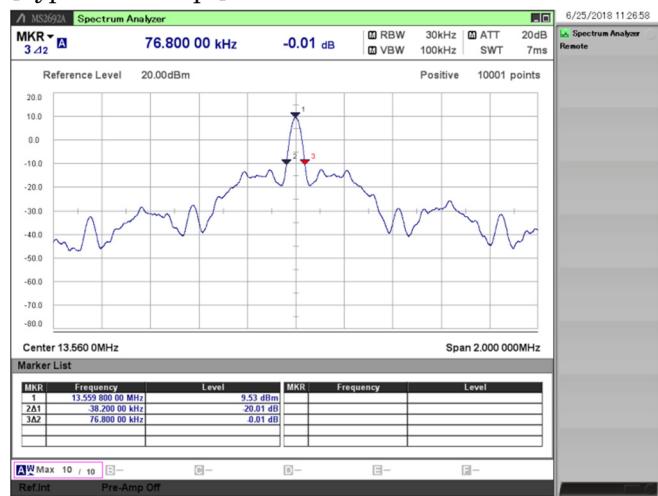 MS2692A Spectrum Analyzer
6/25/2018 11:26:58
MKR
3 Δ2 A
76.800 00 kHz
-0.01 dB
M RBW 30kHz M ATT 20dB
M VBW 100kHz SWT 7ms
Spectrum Analyzer
Remote
Reference Level 20.00dBm
Positive 10001 points
20.0
10.0
0.0
-10.0
-20.0
-30.0
-40.0
-50.0
-60.0
-70.0
-80.0
1
2
3
Center 13.560 0MHz
Span 2.000 000MHz
Marker List
MKR Frequency Level MKR Frequency Level
1 13.559 800 00 MHz 9.53 dBm
2Δ1 -38.200 00 kHz -20.01 dB
3Δ2 76.800 00 kHz -0.01 dB
A W Max 10 / 10 B- C- D- E- F-
Ref.Int Pre-Amp Off